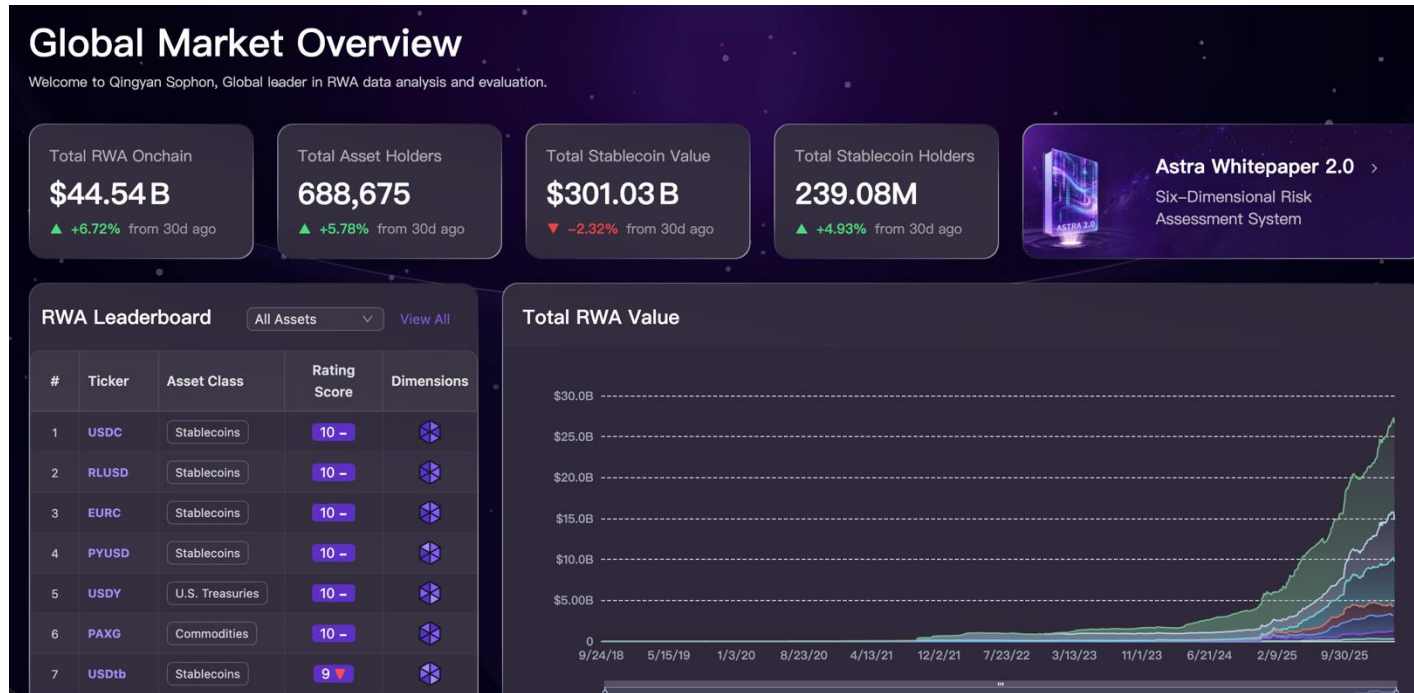 Global Market Overview
Welcome to Qingyan Sophon, Global leader in RWA data analysis and evaluation.
Total RWA Onchain
$44.54 B
▲ +6.72% from 30d ago
Total Asset Holders
688,675
▲ +5.78% from 30d ago
Total Stablecoin Value
$301.03 B
▼ -2.32% from 30d ago
Total Stablecoin Holders
239.08M
▲ +4.93% from 30d ago
ASTRA 2.0
Astra Whitepaper 2.0 >
Six-Dimensional Risk
Assessment System
RWA Leaderboard
All Assets
View All
# Ticker Asset Class Rating Score Dimensions
1 USDC Stablecoins 10 –
2 RLUSD Stablecoins 10 –
3 EURC Stablecoins 10 –
4 PYUSD Stablecoins 10 –
5 USDY U.S. Treasuries 10 –
6 PAXG Commodities 10 –
7 USDtb Stablecoins 9 ▼
Total RWA Value
$30.0B
$25.0B
$20.0B
$15.0B
$10.0B
$5.00B
0
9/24/18 5/15/19 1/3/20 8/23/20 4/13/21 12/2/21 7/23/22 3/13/23 11/1/23 6/21/24 2/9/25 9/30/25